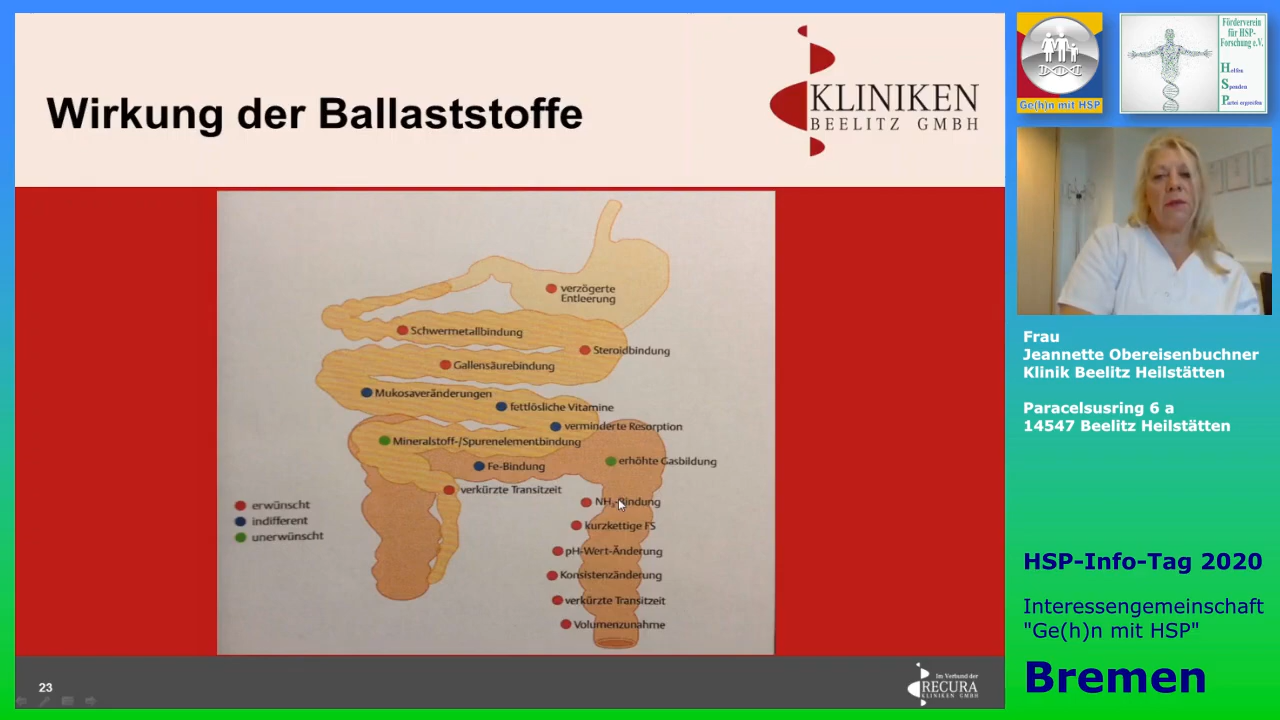 Wirkung der Ballaststoffe
KLINIKEN
BEELITZ GMBH
verzögerte
Entleerung
Schwermetallbindung
Steroidbindung
Gallensäurebindung
Mukosaveränderungen
fettlösliche Vitamine
verminderte Resorption
Mineralstoff-/Spurenelementbindung
erhöhte Gasbildung
Fe-Bindung
verkürzte Transitzeit
NH₃-Bindung
kurzkettige FS
pH-Wert-Änderung
Konsistenzänderung
verkürzte Transitzeit
Volumenzunahme
erwünscht
indifferent
unerwünscht
23
Im Verbund der
RECURA
KLINIKEN GMBH
Ge(h)n mit HSP
Förderverein
für HSP-
Forschung e.V.
Helfen
Spenden
Partei ergreifen
Frau
Jeannette Obereisenbuchner
Klinik Beelitz Heilstätten
Paracelsusring 6 a
14547 Beelitz Heilstätten
HSP-Info-Tag 2020
Interessengemeinschaft
"Ge(h)n mit HSP"
Bremen